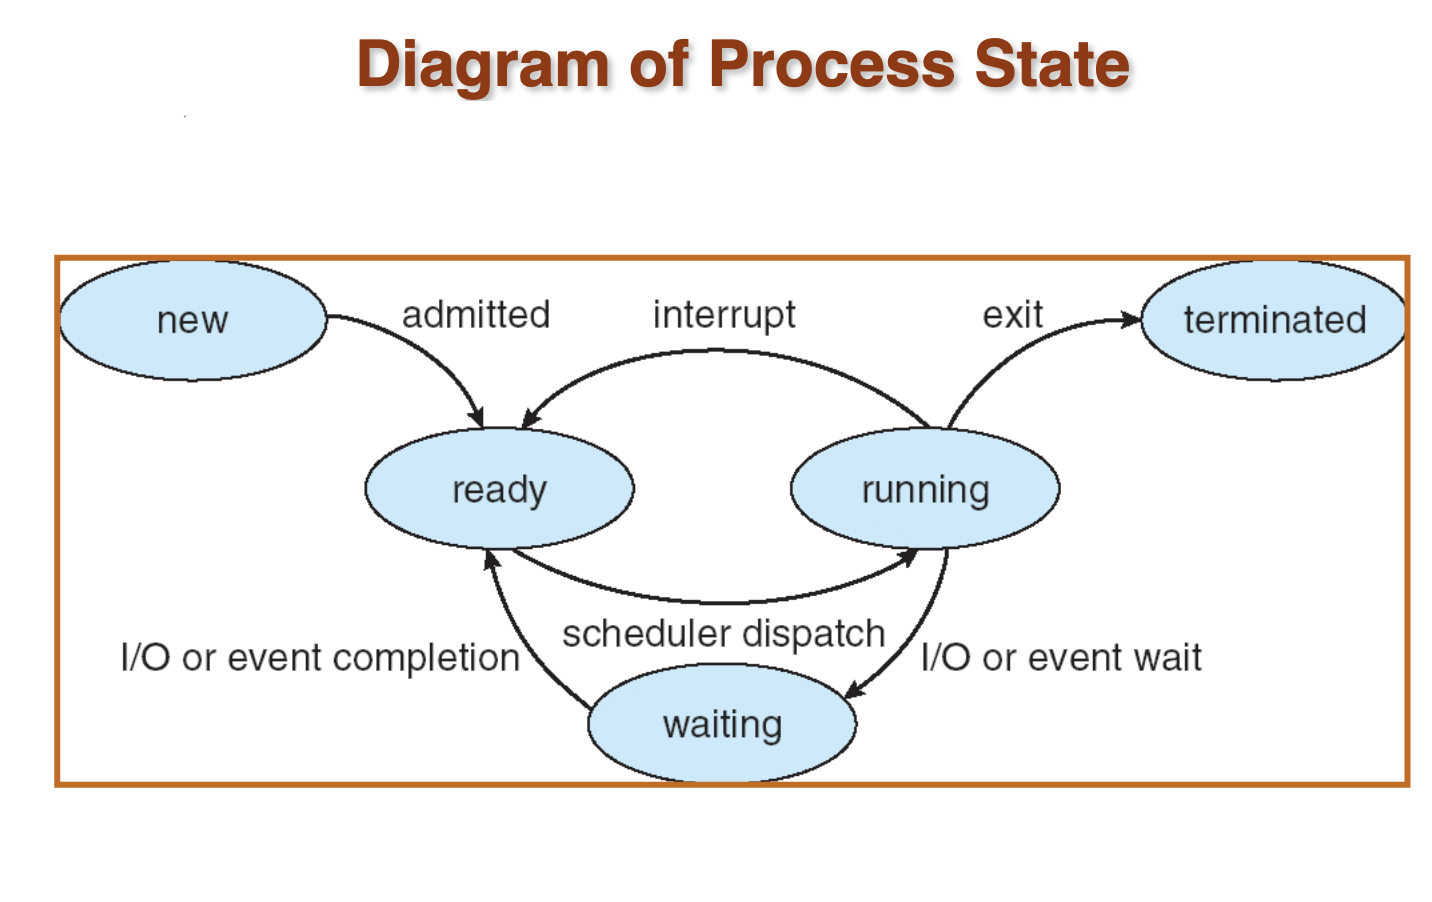 Diagram of Process State
new
admitted
interrupt
exit
terminated
ready
running
scheduler dispatch
I/O or event completion
I/O or event wait
waiting